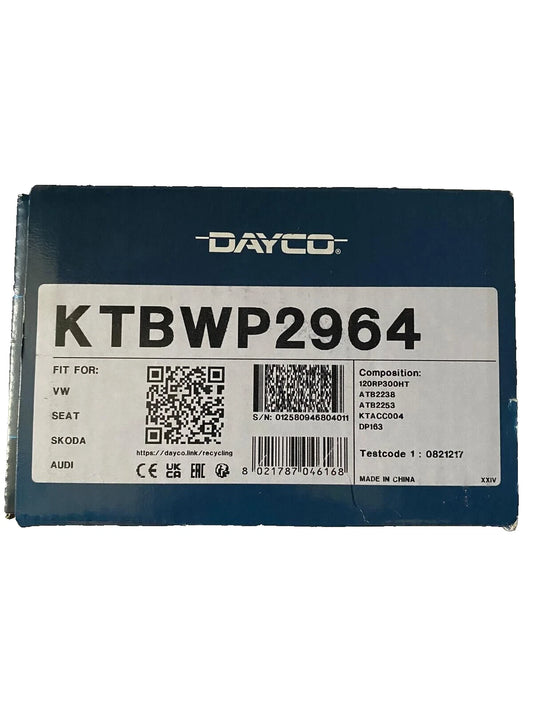 DAYCO®
KTBWP2964
FIT FOR:
VW
SEAT
SKODA
AUDI
https://dayco.link/recycling
CE UK CA EAC
S/N: 012580946804011
8 021787 046168
Composition:
120RP300HT
ATB2238
ATB2253
KTACC004
DP163
Testcode 1 : 0821217
MADE IN CHINA
XXIV